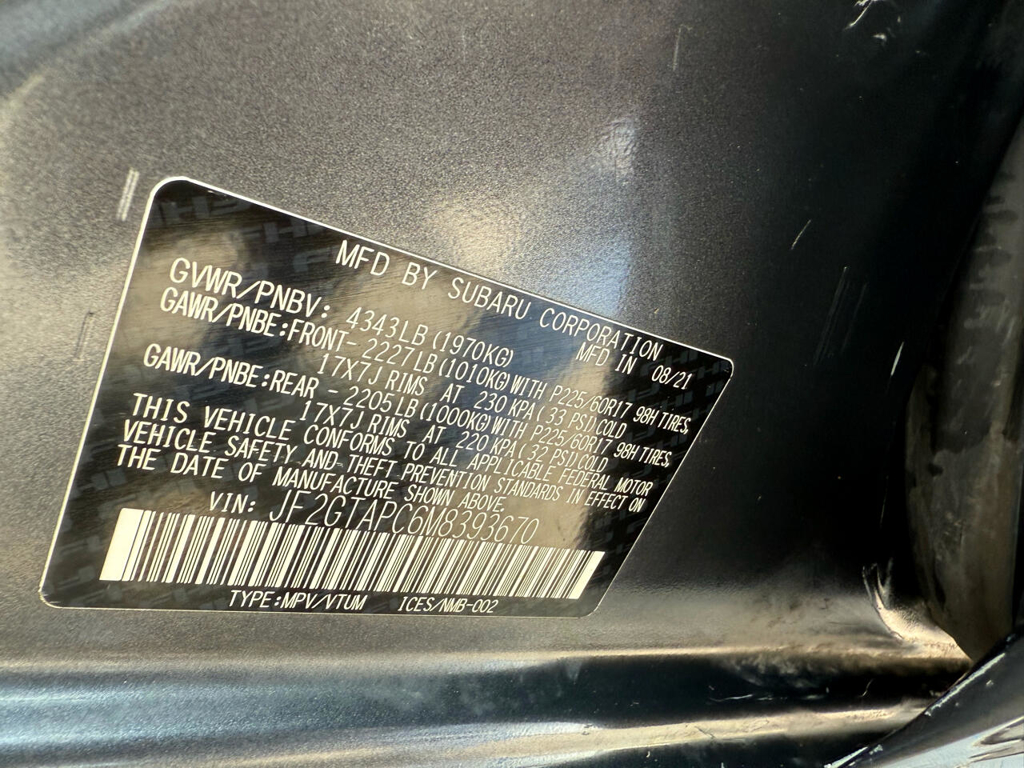 MFD BY SUBARU CORPORATION
GVWR/PNBV: 4343LB(1970KG) MFD IN 08/21
GAWR/PNBE:FRONT-2227LB(1010KG)WITH P225/60R17 98H TIRES,
17X7J RIMS AT 230 KPA(33 PSI)COLD
GAWR/PNBE:REAR -2205LB(1000KG)WITH P225/60R17 98H TIRES,
17X7J RIMS AT 220 KPA(32 PSI)COLD
THIS VEHICLE CONFORMS TO ALL APPLICABLE FEDERAL MOTOR
VEHICLE SAFETY AND THEFT PREVENTION STANDARDS IN EFFECT ON
THE DATE OF MANUFACTURE SHOWN ABOVE.
VIN: JF2GTAPC6M8393670
TYPE:MPV/VTUM ICES/NMB-002